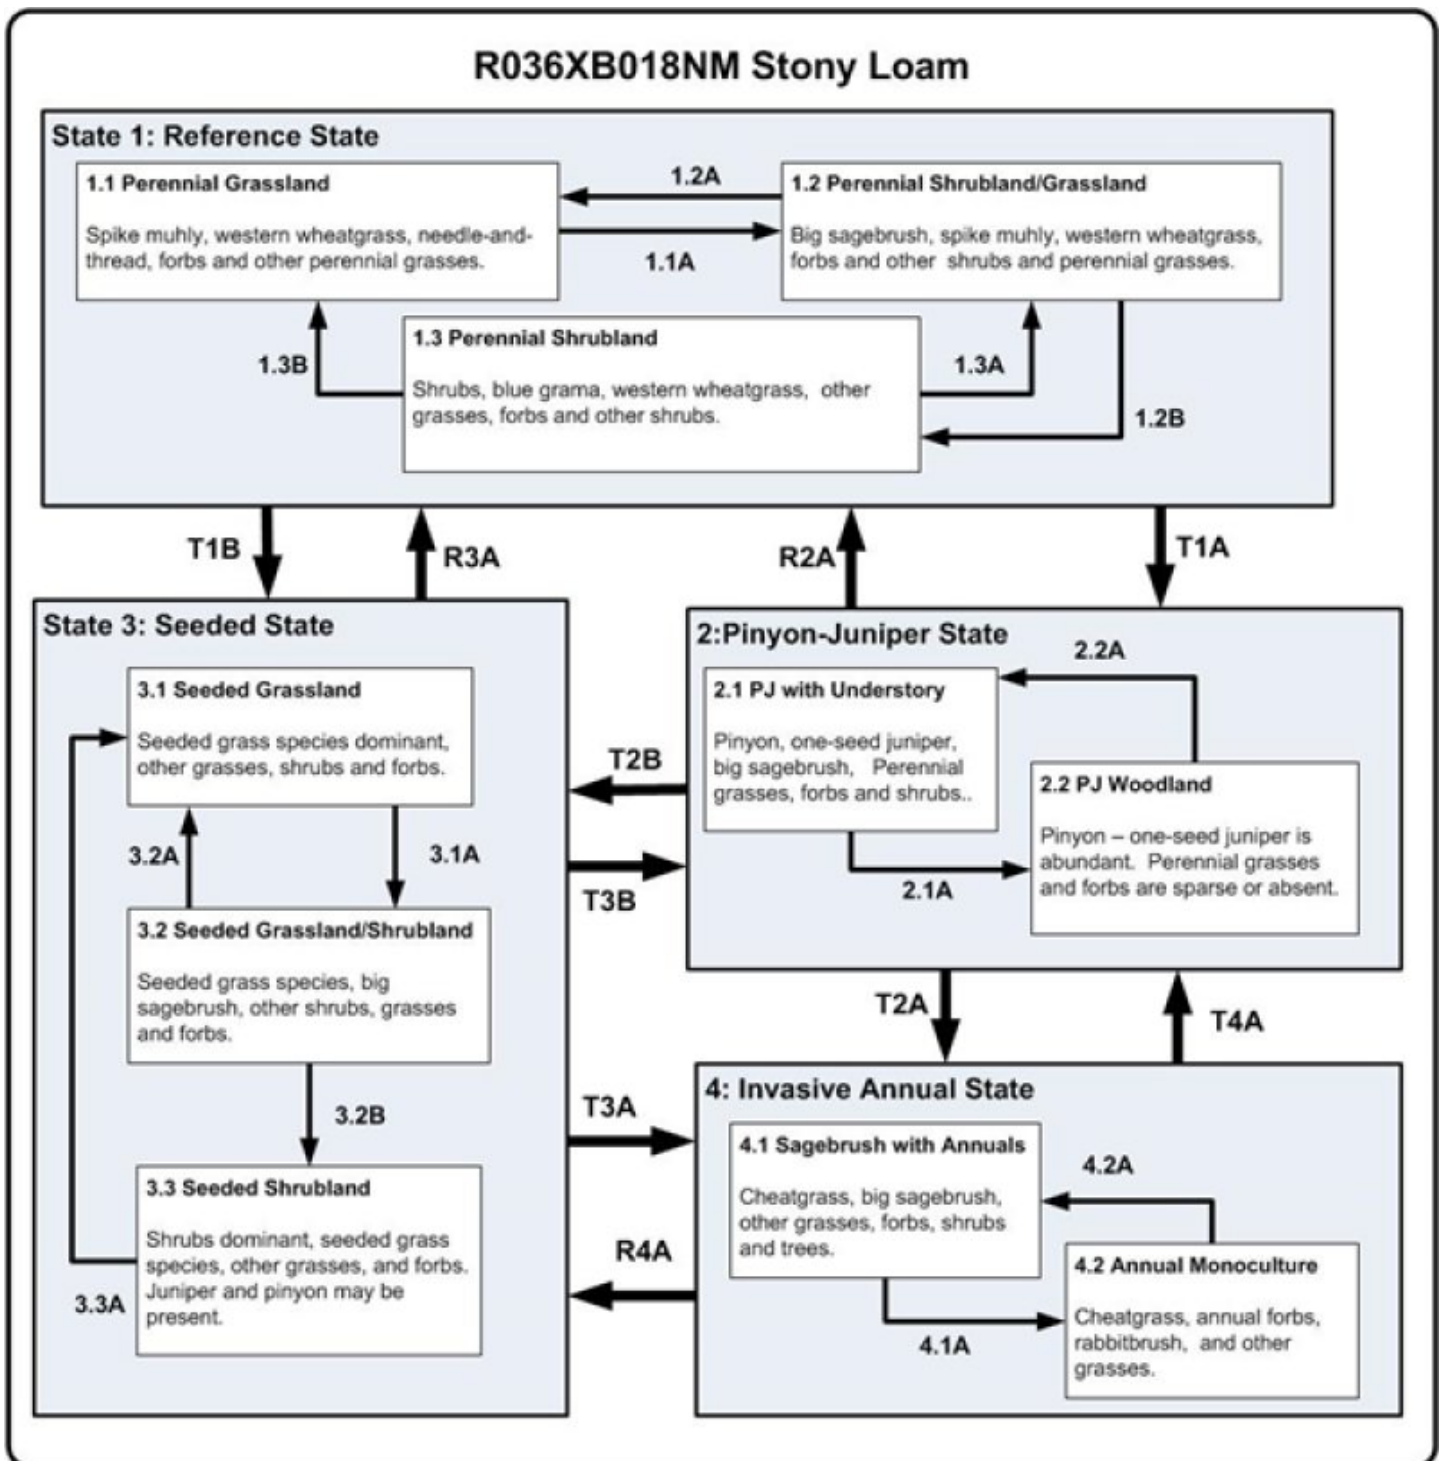 R036XB018NM Stony Loam
State 1: Reference State
1.1 Perennial Grassland
Spike muhly, western wheatgrass, needle-and-
thread, forbs and other perennial grasses.
1.2A
1.1A
1.2 Perennial Shrubland/Grassland
Big sagebrush, spike muhly, western wheatgrass,
forbs and other shrubs and perennial grasses.
1.3B
1.3 Perennial Shrubland
Shrubs, blue grama, western wheatgrass, other
grasses, forbs and other shrubs.
1.3A
1.2B
T1B
R3A
R2A
T1A
State 3: Seeded State
3.1 Seeded Grassland
Seeded grass species dominant,
other grasses, shrubs and forbs.
3.2A
3.1A
3.2 Seeded Grassland/Shrubland
Seeded grass species, big
sagebrush, other shrubs, grasses
and forbs.
3.2B
3.3 Seeded Shrubland
Shrubs dominant, seeded grass
species, other grasses, and forbs.
Juniper and pinyon may be
present.
3.3A
T2B
T3B
2:Pinyon-Juniper State
2.2A
2.1 PJ with Understory
Pinyon, one-seed juniper,
big sagebrush, Perennial
grasses, forbs and shrubs..
2.2 PJ Woodland
Pinyon – one-seed juniper is
abundant. Perennial grasses
and forbs are sparse or absent.
2.1A
T2A
T4A
T3A
R4A
4: Invasive Annual State
4.1 Sagebrush with Annuals
Cheatgrass, big sagebrush,
other grasses, forbs, shrubs
and trees.
4.2A
4.2 Annual Monoculture
Cheatgrass, annual forbs,
rabbitbrush, and other
grasses.
4.1A